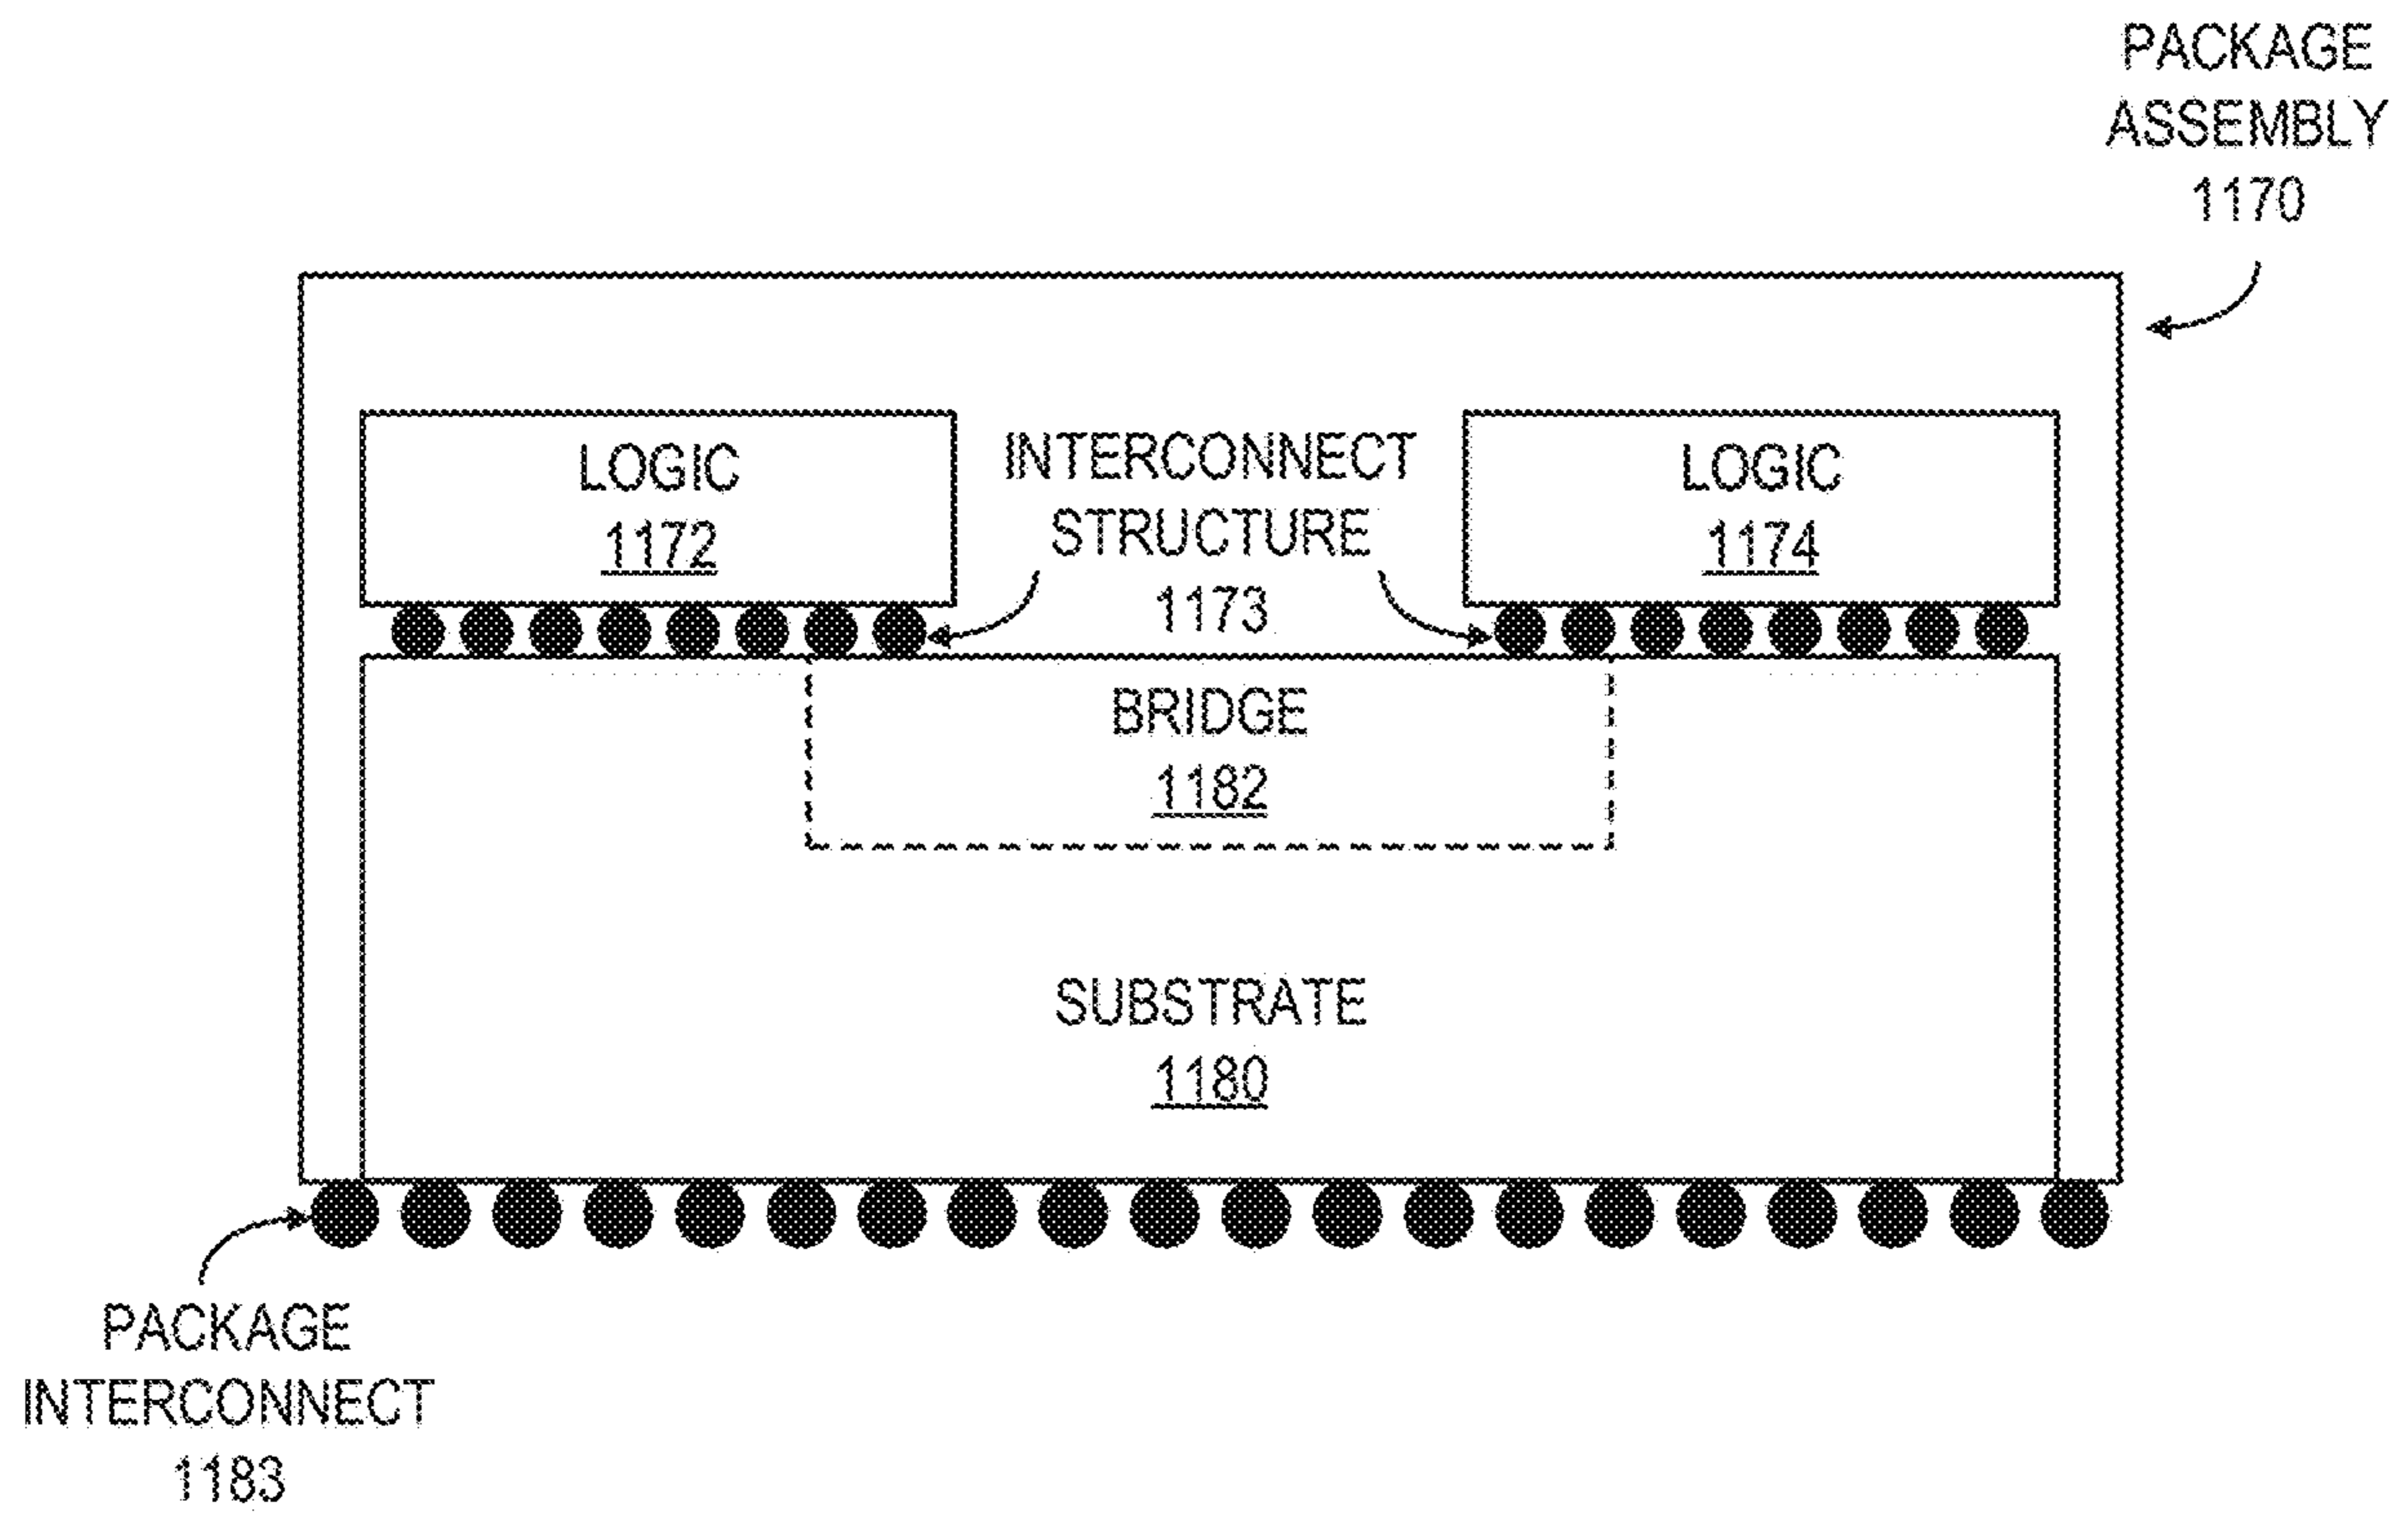 PACKAGE
ASSEMBLY
1170
LOGIC
1172
INTERCONNECT
STRUCTURE
1173
LOGIC
1174
BRIDGE
1182
SUBSTRATE
1180
PACKAGE
INTERCONNECT
1183